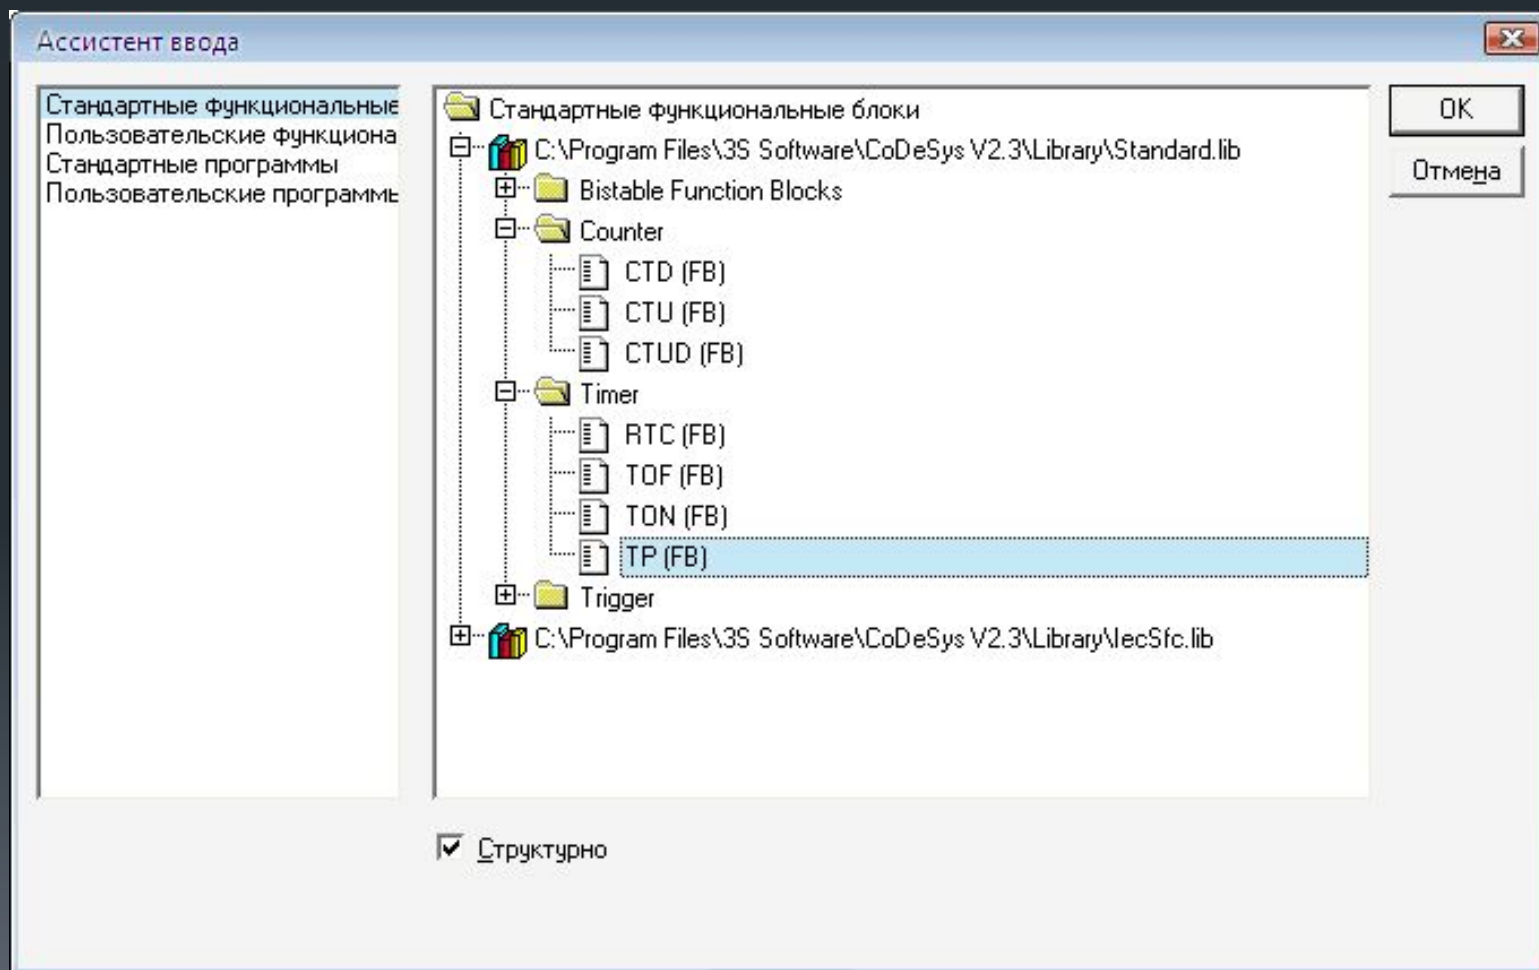 Ассистент ввода
Стандартные функциональные
Пользовательские функциона
Стандартные программы
Пользовательские программы
Стандартные функциональные блоки
C:\Program Files\3S Software\CoDeSys V2.3\Library\Standard.lib
Bistable Function Blocks
Counter
CTD (FB)
CTU (FB)
CTUD (FB)
Timer
RTC (FB)
TOF (FB)
TON (FB)
TP (FB)
Trigger
C:\Program Files\3S Software\CoDeSys V2.3\Library\IecSfc.lib
OK
Отмена
Структурно